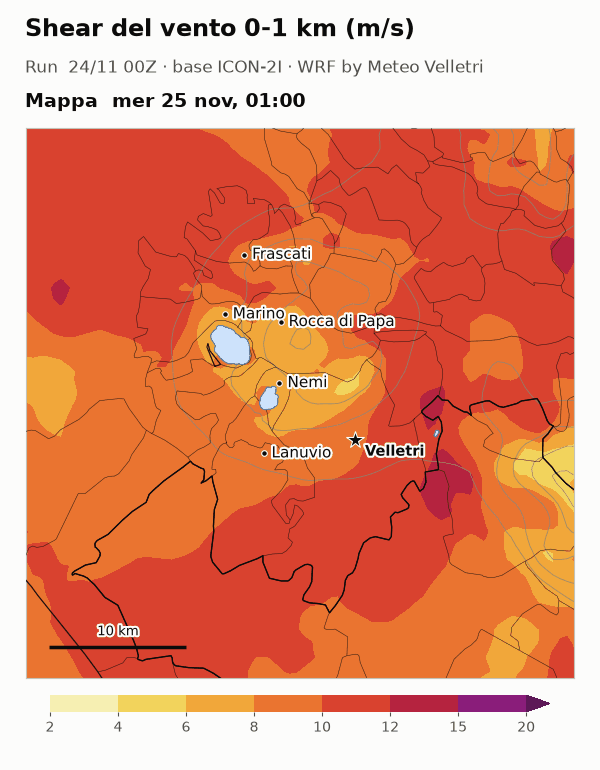 Shear del vento 0-1 km (m/s)
Run  24/11 00Z · base ICON-2I · WRF by Meteo Velletri
Mappa  mer 25 nov, 01:00
Frascati
Marino
Rocca di Papa
Nemi
Velletri
Lanuvio
10 km
2 4 6 8 10 12 15 20